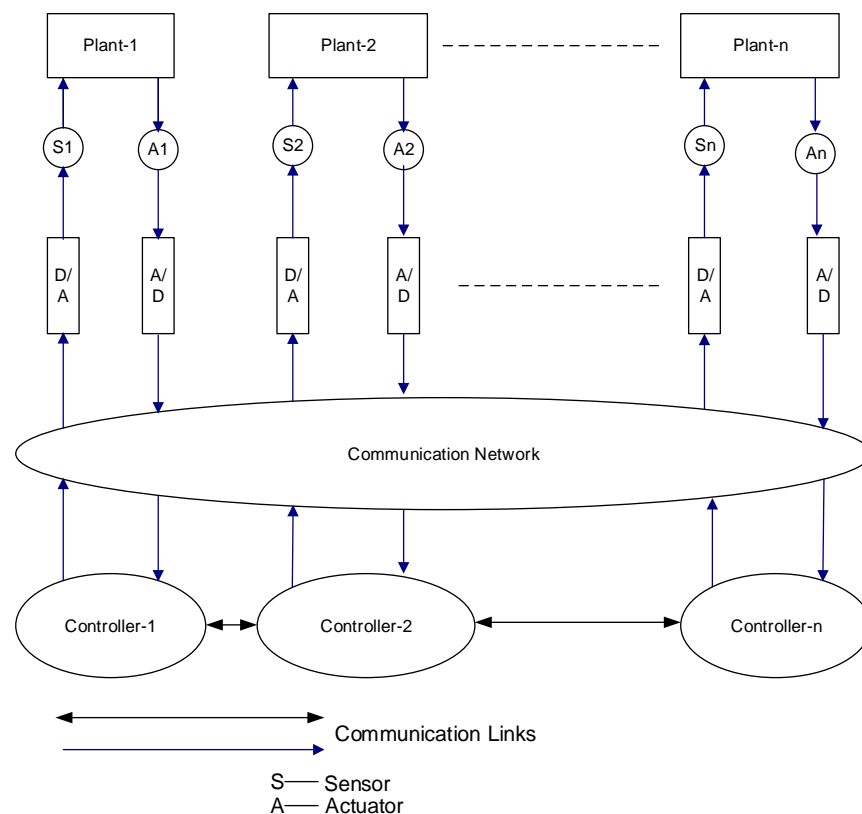 Plant-1
Plant-2
Plant-n
S1
A1
S2
A2
Sn
An
D/
A
A/
D
D/
A
A/
D
D/
A
A/
D
Communication Network
Controller-1
Controller-2
Controller-n
Communication Links
S— Sensor
A— Actuator